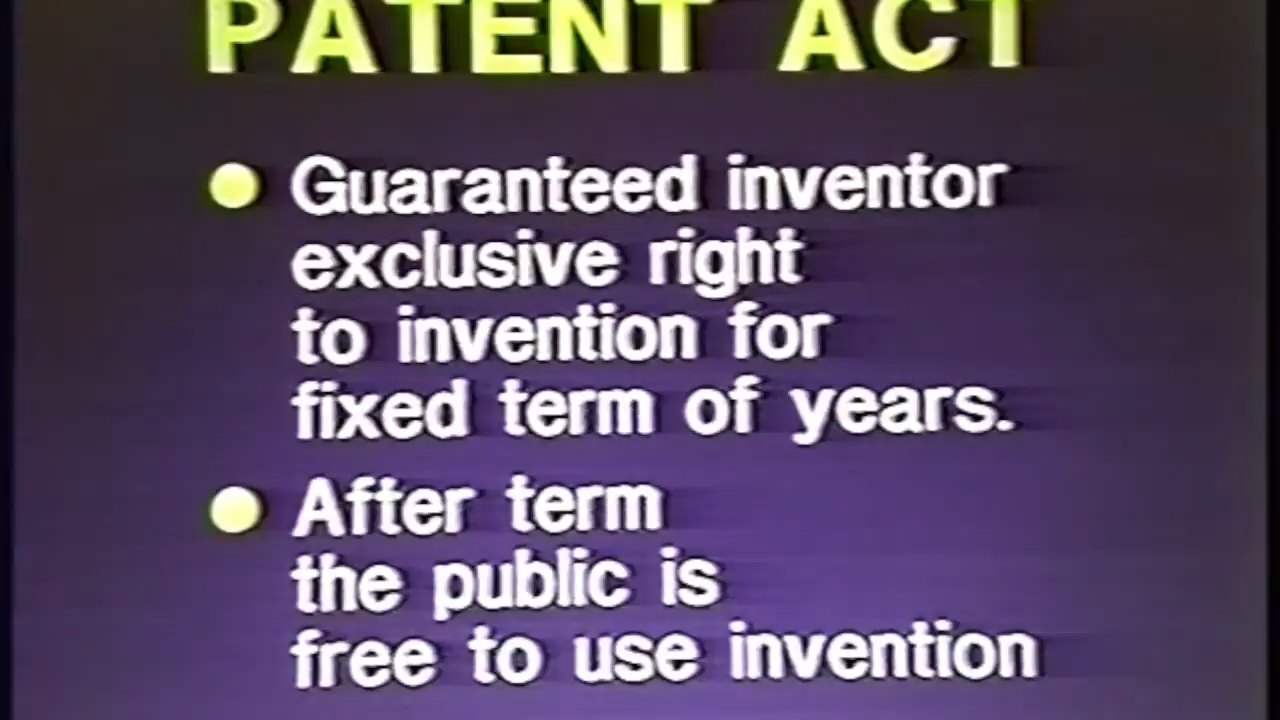 PATENT ACT
Guaranteed inventor
exclusive right
to invention for
fixed term of years.
After term
the public is
free to use invention